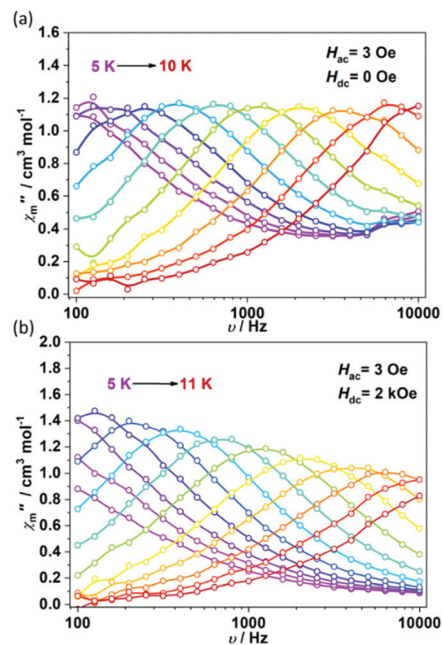 (a)
1.6
1.4
1.2
1.0
0.8
0.6
0.4
0.2
0.0
χm″ / cm³ mol⁻¹
5 K → 10 K
Hac = 3 Oe
Hdc = 0 Oe
100 1000 10000
υ / Hz
(b)
2.0
1.8
1.6
1.4
1.2
1.0
0.8
0.6
0.4
0.2
0.0
χm″ / cm³ mol⁻¹
5 K → 11 K
Hac = 3 Oe
Hdc = 2 kOe
100 1000 10000
υ / Hz